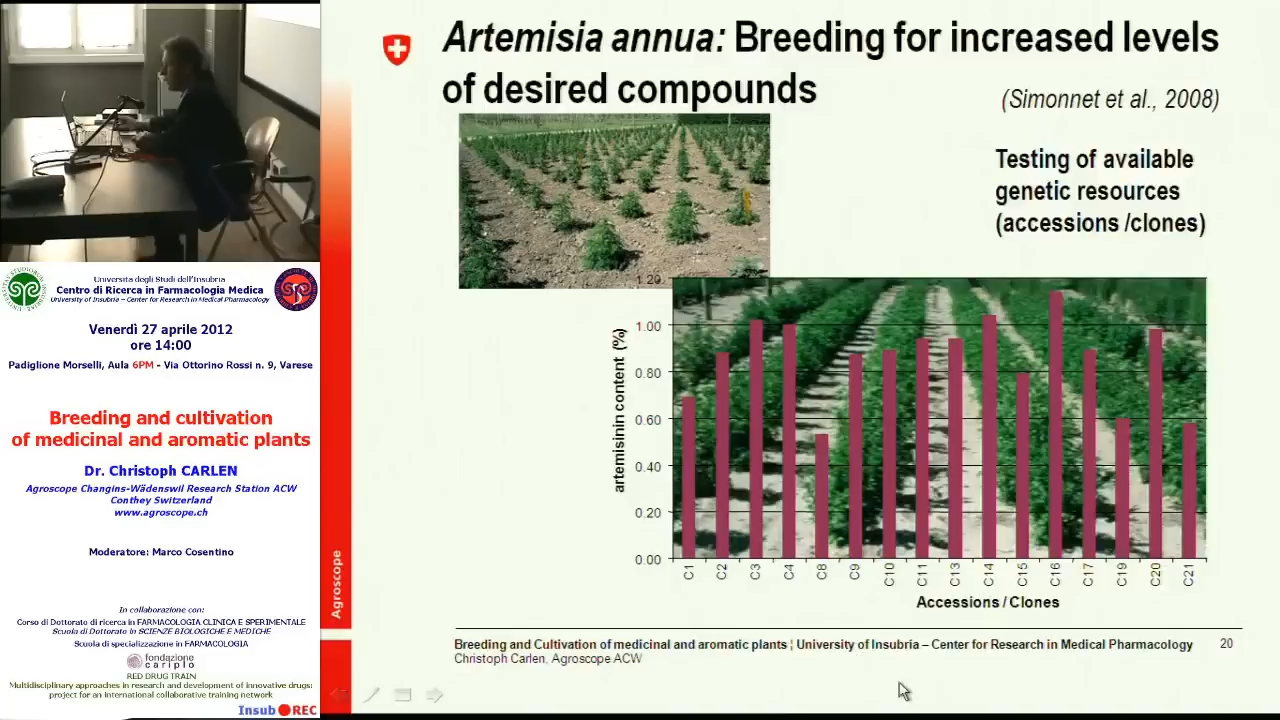 Università degli Studi dell'Insubria
Centro di Ricerca in Farmacologia Medica
University of Insubria – Center for Research in Medical Pharmacology
Venerdì 27 aprile 2012
ore 14:00
Padiglione Morselli, Aula 6PM - Via Ottorino Rossi n. 9, Varese
Breeding and cultivation
of medicinal and aromatic plants
Dr. Christoph CARLEN
Agroscope Changins-Wädenswil Research Station ACW
Conthey Switzerland
www.agroscope.ch
Moderatore: Marco Cosentino
In collaborazione con:
Corso di Dottorato di ricerca in FARMACOLOGIA CLINICA E SPERIMENTALE
Scuola di Dottorato in SCIENZE BIOLOGICHE E MEDICHE
Scuola di specializzazione in FARMACOLOGIA
fondazione
cariplo
RED DRUG TRAIN
Multidisciplinary approaches in research and development of innovative drugs:
project for an international collaborative training network
InsubREC
Agroscope
Artemisia annua: Breeding for increased levels
of desired compounds
(Simonnet et al., 2008)
Testing of available
genetic resources
(accessions /clones)
artemisinin content (%)
1.20
1.00
0.80
0.60
0.40
0.20
0.00
C1 C2 C3 C4 C8 C9 C10 C11 C13 C14 C15 C16 C17 C19 C20 C21
Accessions / Clones
Breeding and Cultivation of medicinal and aromatic plants ¦ University of Insubria – Center for Research in Medical Pharmacology
20
Christoph Carlen, Agroscope ACW